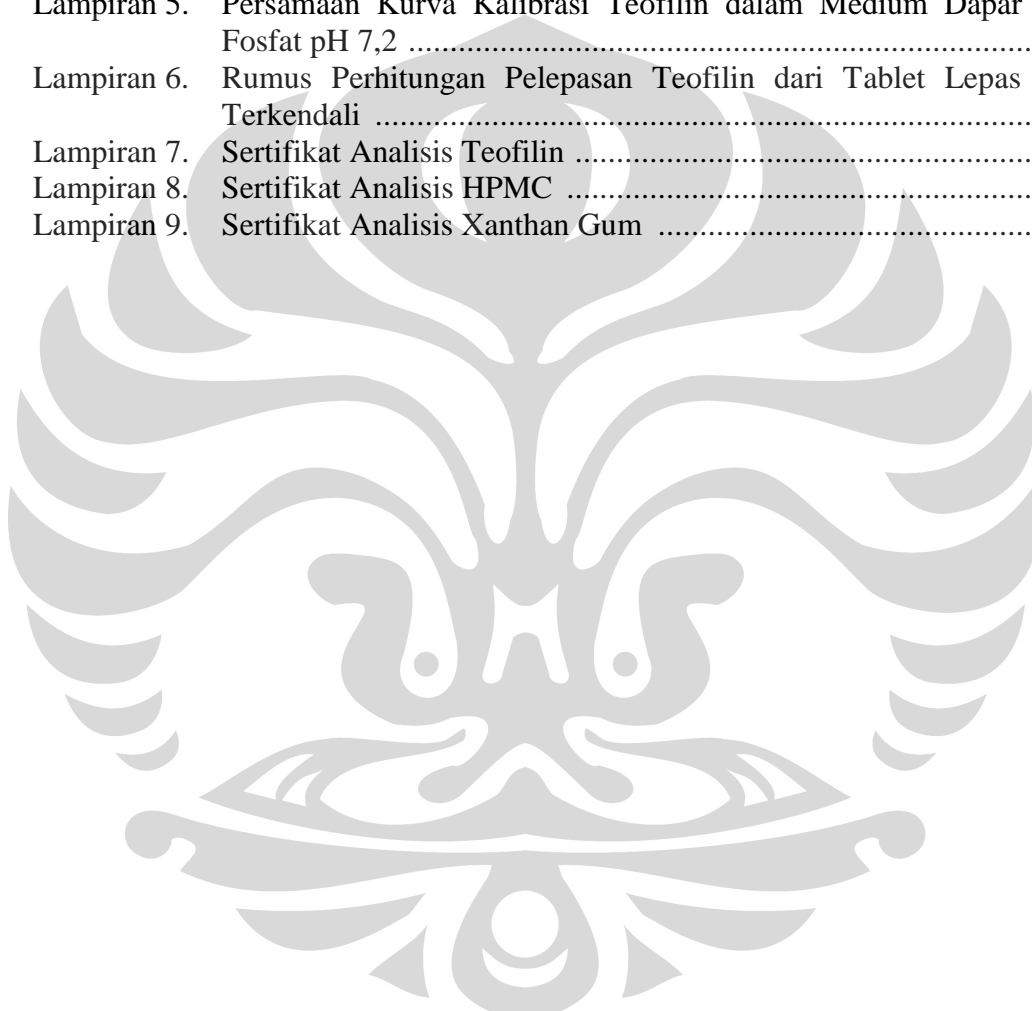 Lampiran 5. Persamaan Kurva Kalibrasi Teofilin dalam Medium Dapar
Fosfat pH 7,2 ..........................................................................
Lampiran 6. Rumus Perhitungan Pelepasan Teofilin dari Tablet Lepas
Terkendali ..............................................................................
Lampiran 7. Sertifikat Analisis Teofilin .......................................................
Lampiran 8. Sertifikat Analisis HPMC ........................................................
Lampiran 9. Sertifikat Analisis Xanthan Gum .............................................